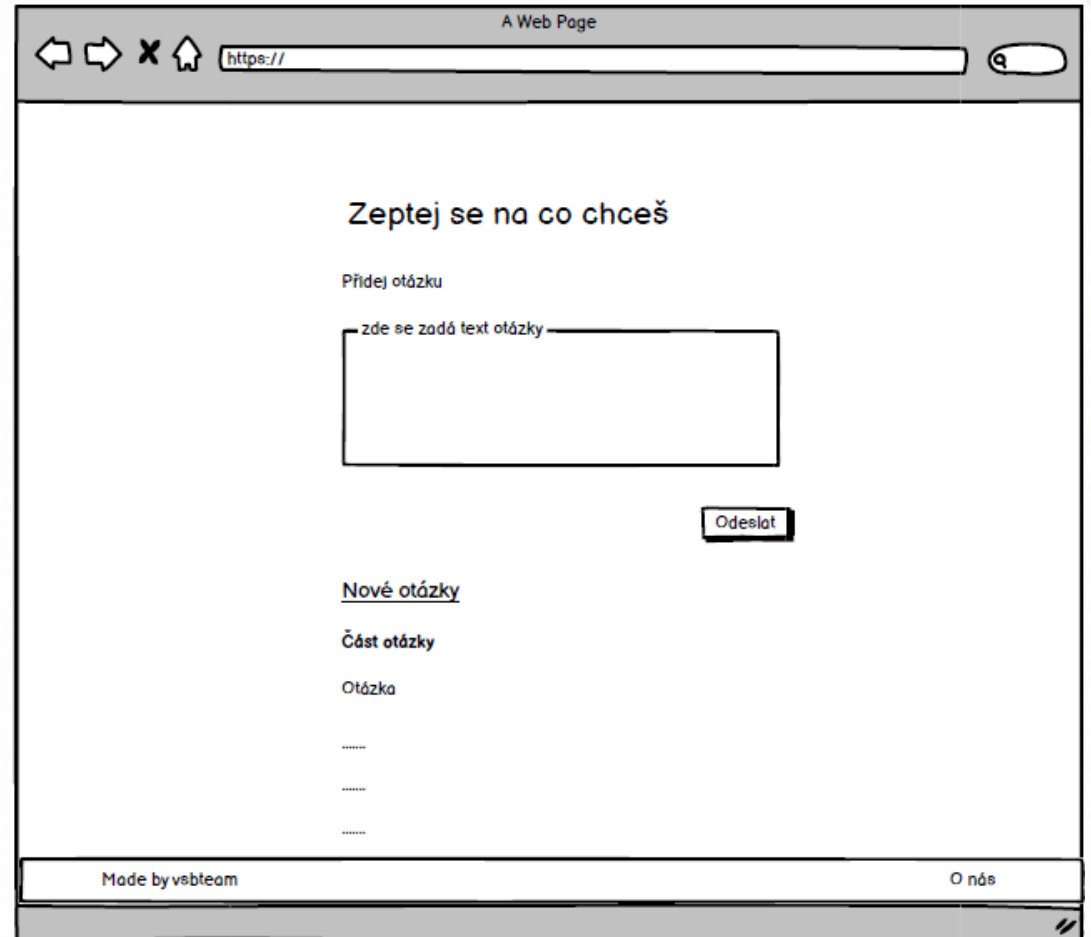 A Web Page
https://
Zeptej se na co chceš
Přidej otázku
zde se zadá text otázky
Odeslat
Nové otázky
Část otázky
Otázka
.......
.......
.......
Made by vsbteam
O nás